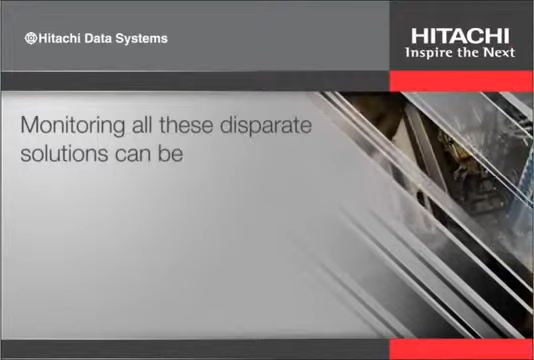 Hitachi Data Systems
HITACHI
Inspire the Next
Monitoring all these disparate
solutions can be